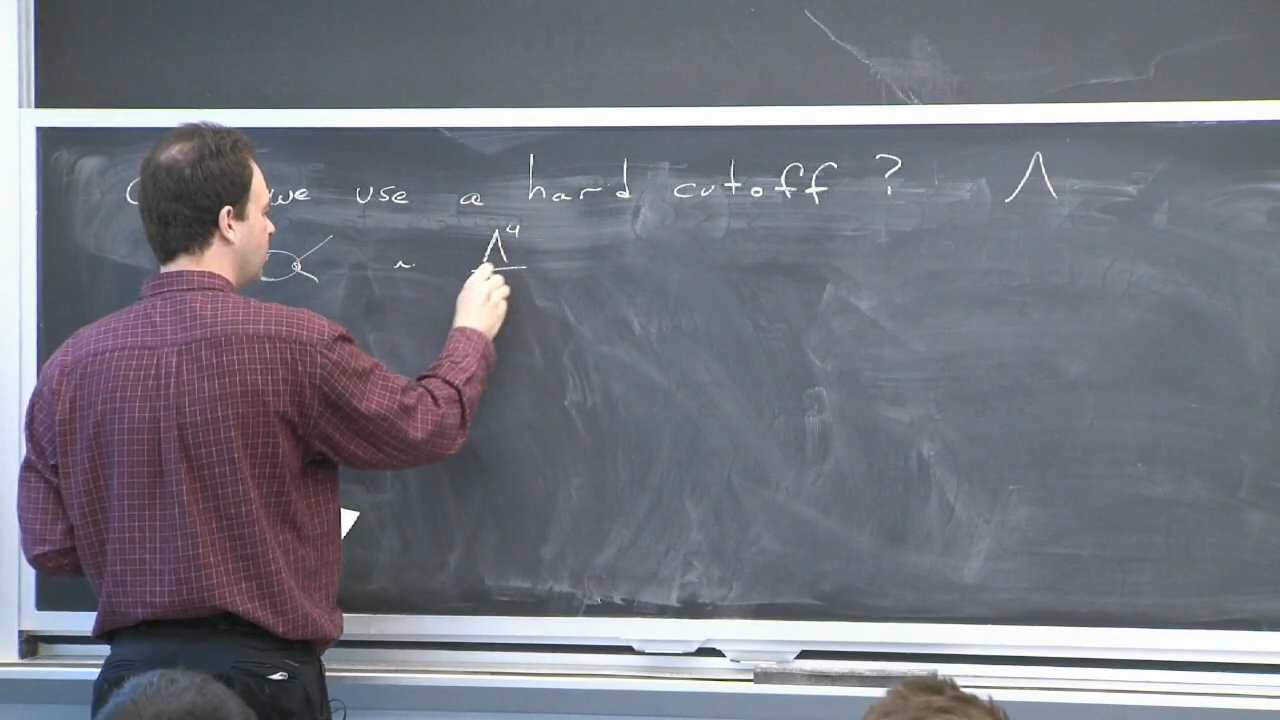 we use a hard cutoff ? Λ
~ Λ⁴